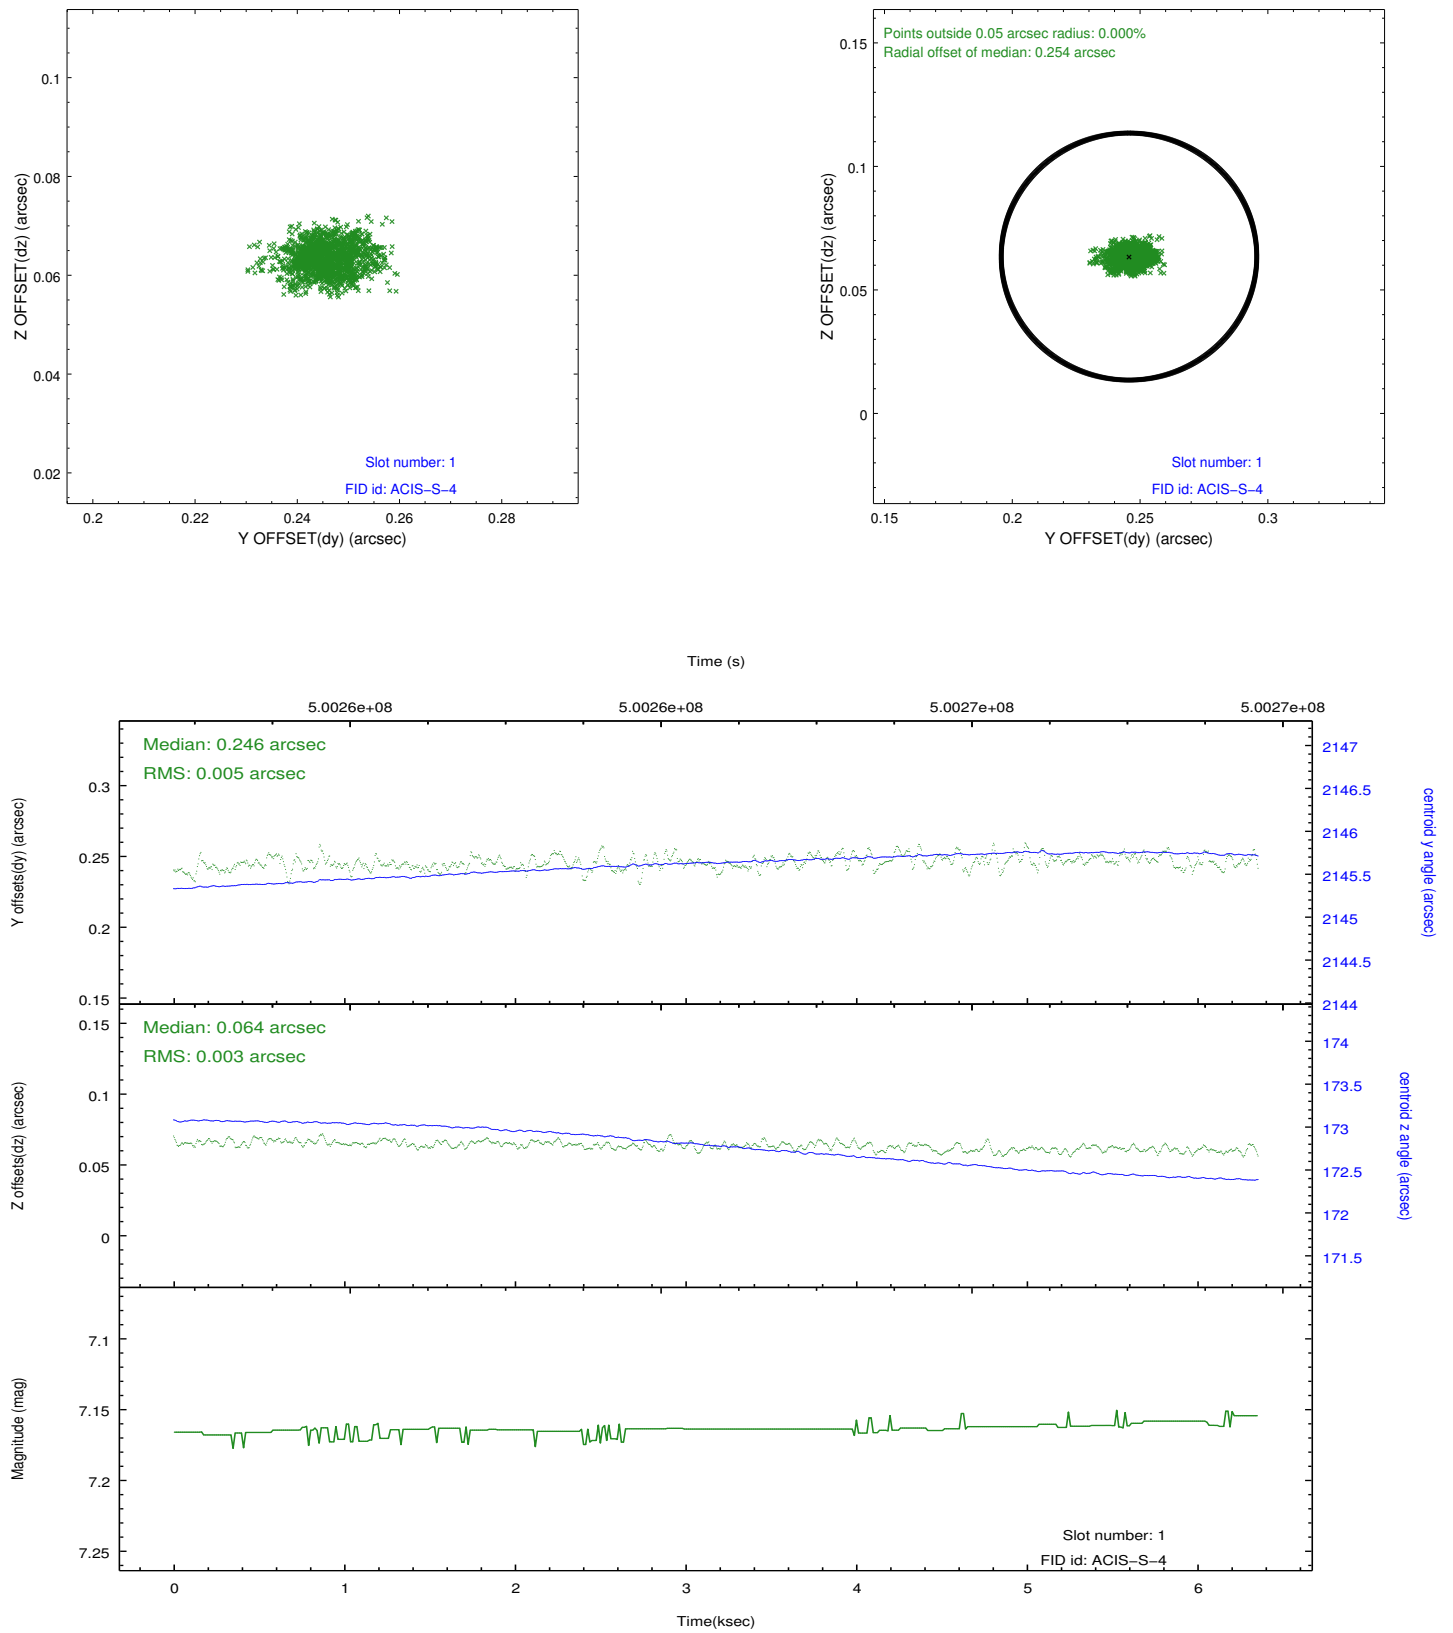 0.1
0.08
0.06
0.04
0.02
Z OFFSET(dz) (arcsec)
Slot number: 1
FID id: ACIS−S−4
0.2 0.22 0.24 0.26 0.28
Y OFFSET(dy) (arcsec)
Points outside 0.05 arcsec radius: 0.000%
Radial offset of median: 0.254 arcsec
0.15
0.1
0.05
0
Z OFFSET(dz) (arcsec)
Slot number: 1
FID id: ACIS−S−4
0.15 0.2 0.25 0.3
Y OFFSET(dy) (arcsec)
Time (s)
5.0026e+08 5.0026e+08 5.0027e+08 5.0027e+08
Median: 0.246 arcsec
RMS: 0.005 arcsec
0.3
0.25
0.2
0.15
Y offsets(dy) (arcsec)
2147
2146.5
2146
2145.5
2145
2144.5
2144
centroid y angle (arcsec)
Median: 0.064 arcsec
RMS: 0.003 arcsec
0.15
0.1
0.05
0
Z offsets(dz) (arcsec)
174
173.5
173
172.5
172
171.5
centroid z angle (arcsec)
7.1
7.15
7.2
7.25
Magnitude (mag)
Slot number: 1
FID id: ACIS−S−4
0 1 2 3 4 5 6
Time(ksec)